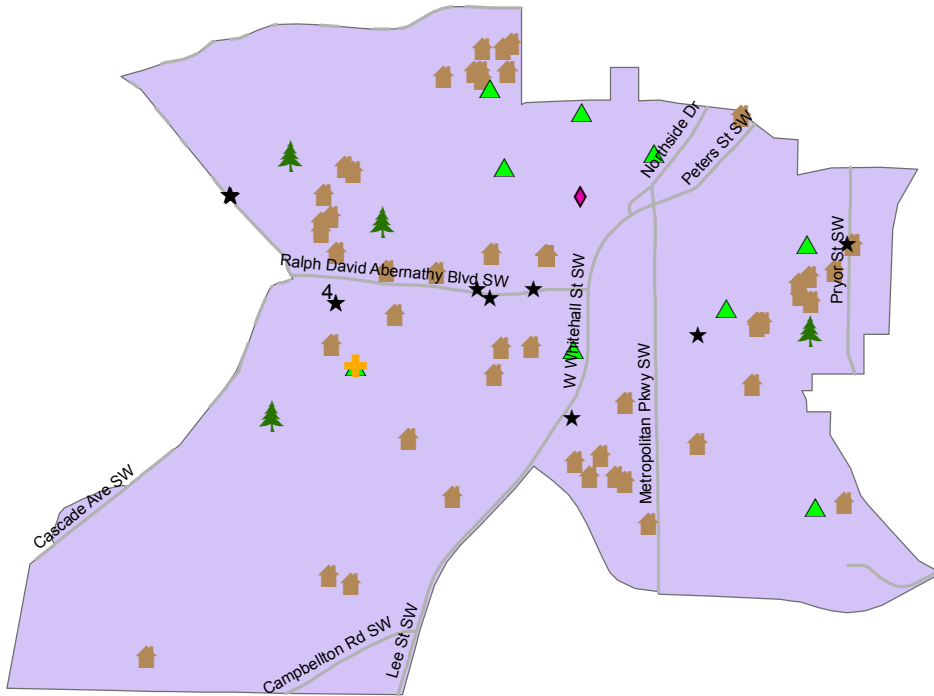 Northside Dr
Peters St SW
Pryor St SW
Ralph David Abernathy Blvd SW
4
W Whitehall St SW
Metropolitan Pkwy SW
Cascade Ave SW
Campbellton Rd SW
Lee St SW